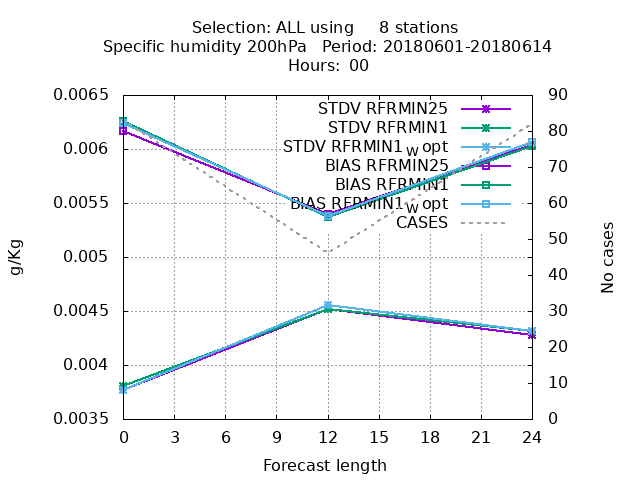 Selection: ALL using     8 stations
Specific humidity 200hPa   Period: 20180601-20180614
Hours: 00
0.0065
0.006
0.0055
0.005
0.0045
0.004
0.0035
g/Kg
STDV RFRMIN25
STDV RFRMIN1
STDV RFRMIN1w opt
BIAS RFRMIN25
BIAS RFRMIN1
BIAS RFRMIN1w opt
CASES
90
80
70
60
50
40
30
20
10
0
No cases
0 3 6 9 12 15 18 21 24
Forecast length